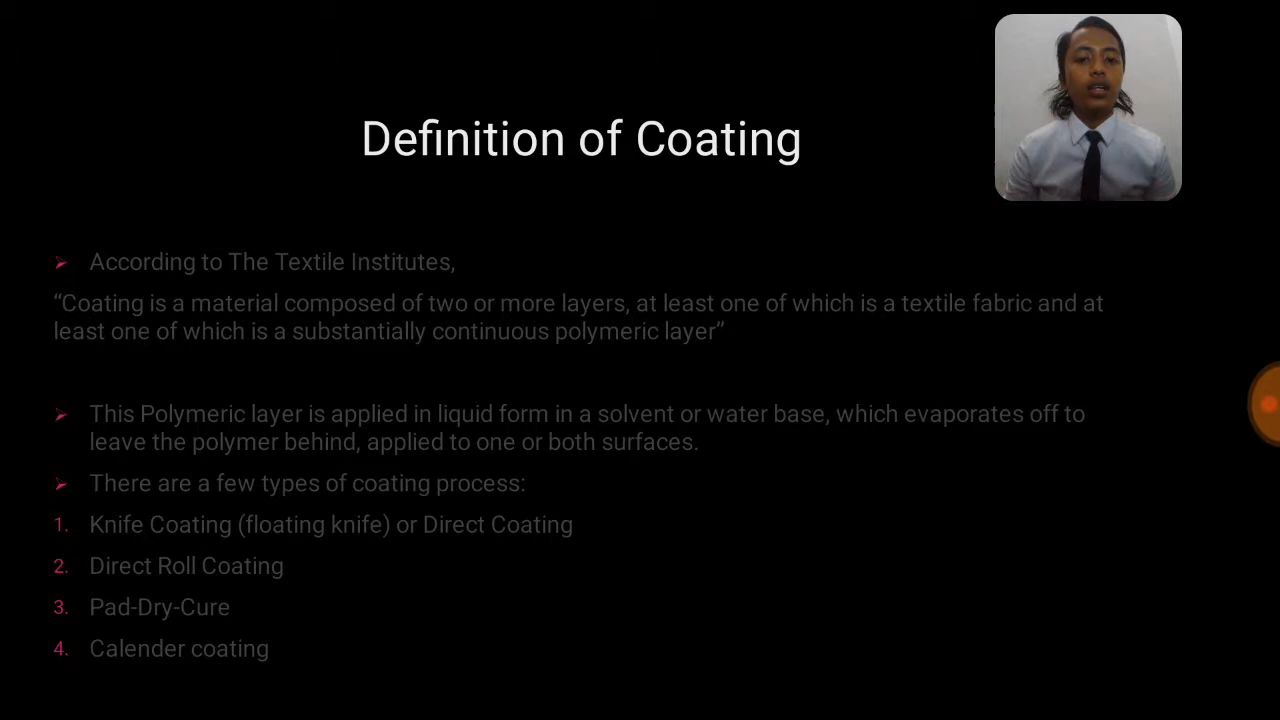 Definition of Coating
➢ According to The Textile Institutes,
“Coating is a material composed of two or more layers, at least one of which is a textile fabric and at
least one of which is a substantially continuous polymeric layer”
➢ This Polymeric layer is applied in liquid form in a solvent or water base, which evaporates off to
leave the polymer behind, applied to one or both surfaces.
➢ There are a few types of coating process:
1. Knife Coating (floating knife) or Direct Coating
2. Direct Roll Coating
3. Pad-Dry-Cure
4. Calender coating